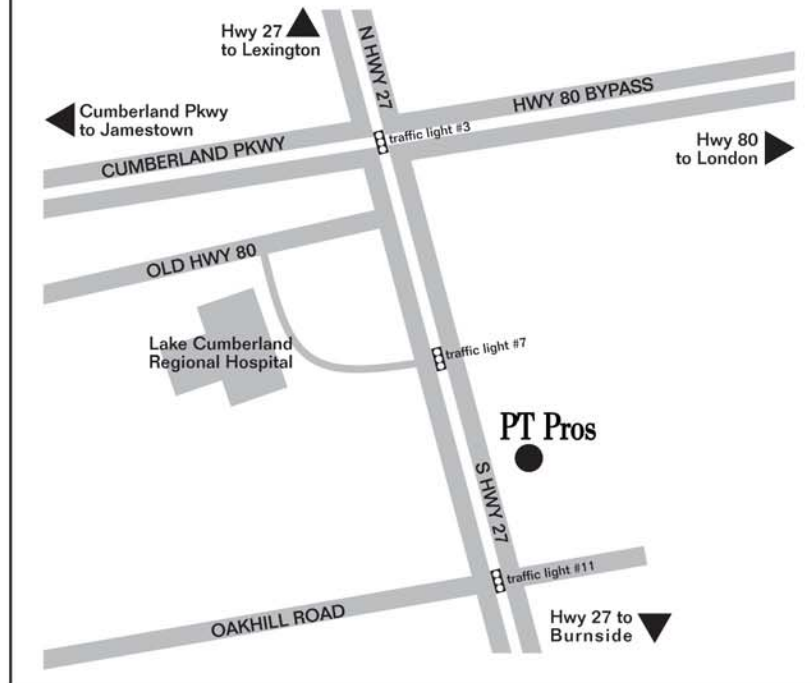 Hwy 27
to Lexington
N HWY 27
HWY 80 BYPASS
Cumberland Pkwy
to Jamestown
traffic light #3
CUMBERLAND PKWY
Hwy 80
to London
OLD HWY 80
Lake Cumberland
Regional Hospital
traffic light #7
PT Pros
S HWY 27
traffic light #11
OAKHILL ROAD
Hwy 27 to
Burnside